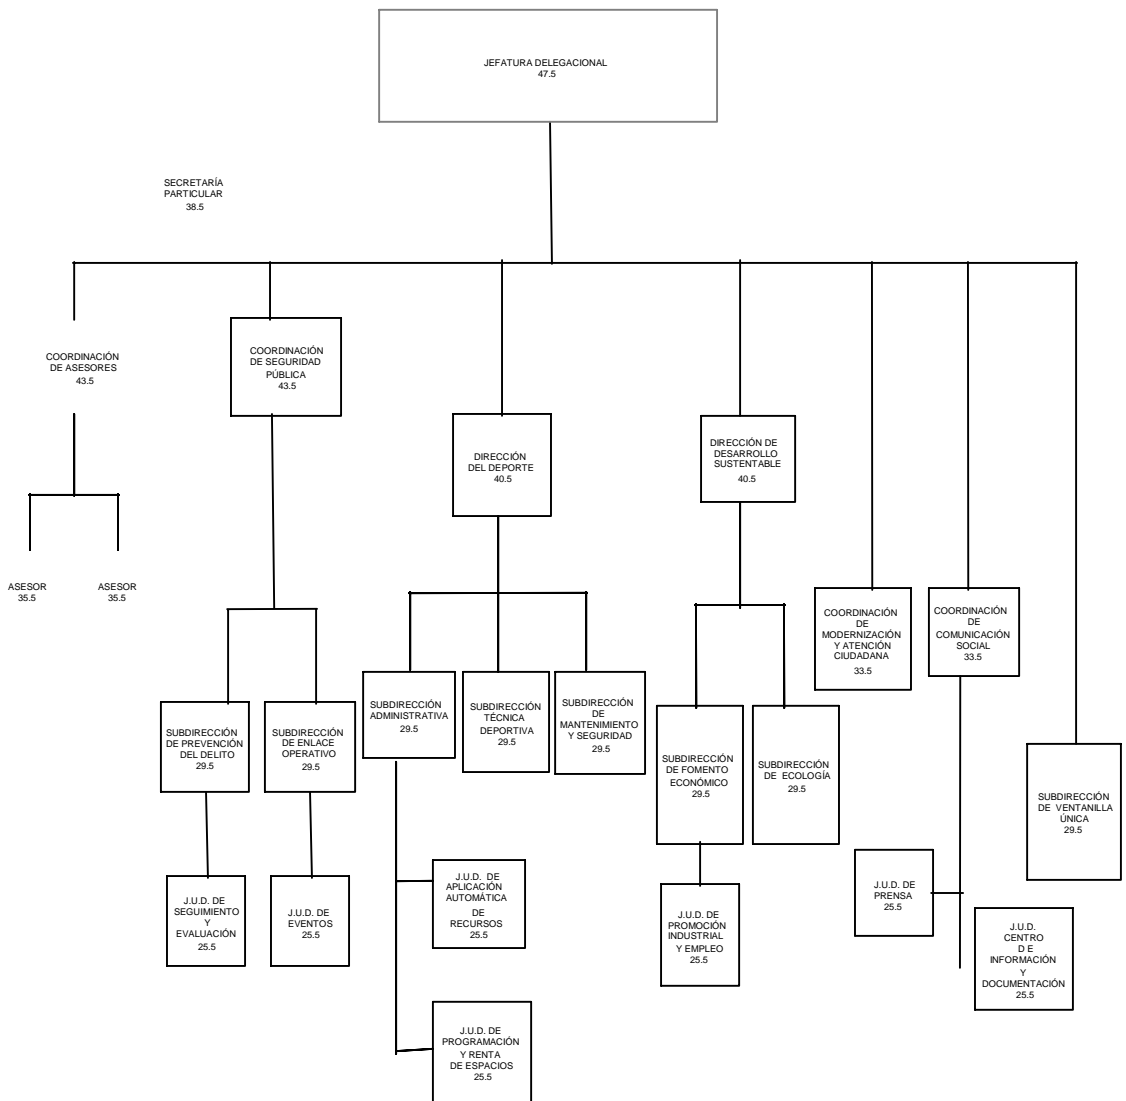 JEFATURA DELEGACIONAL
47.5
SECRETARÍA
PARTICULAR
38.5
COORDINACIÓN
DE ASESORES
43.5
COORDINACIÓN
DE SEGURIDAD
PÚBLICA
43.5
DIRECCIÓN
DEL DEPORTE
40.5
DIRECCIÓN DE
DESARROLLO
SUSTENTABLE
40.5
ASESOR
35.5
ASESOR
35.5
COORDINACIÓN
DE
MODERNIZACIÓN
Y ATENCIÓN
CIUDADANA
33.5
COORDINACIÓN
DE
COMUNICACIÓN
SOCIAL
33.5
SUBDIRECCIÓN
DE PREVENCIÓN
DEL DELITO
29.5
SUBDIRECCIÓN
DE ENLACE
OPERATIVO
29.5
SUBDIRECCIÓN
ADMINISTRATIVA
29.5
SUBDIRECCIÓN
TÉCNICA
DEPORTIVA
29.5
SUBDIRECCIÓN
DE
MANTENIMIENTO
Y SEGURIDAD
29.5
SUBDIRECCIÓN
DE FOMENTO
ECONÓMICO
29.5
SUBDIRECCIÓN
DE ECOLOGÍA
29.5
SUBDIRECCIÓN
DE VENTANILLA
ÚNICA
29.5
J.U.D. DE
SEGUIMIENTO
Y
EVALUACIÓN
25.5
J.U.D. DE
EVENTOS
25.5
J.U.D. DE
APLICACIÓN
AUTOMÁTICA
DE
RECURSOS
25.5
J.U.D. DE
PROMOCIÓN
INDUSTRIAL
Y EMPLEO
25.5
J.U.D. DE
PRENSA
25.5
J.U.D.
CENTRO
D E
INFORMACIÓN
Y
DOCUMENTACIÓN
25.5
J.U.D. DE
PROGRAMACIÓN
Y RENTA
DE ESPACIOS
25.5